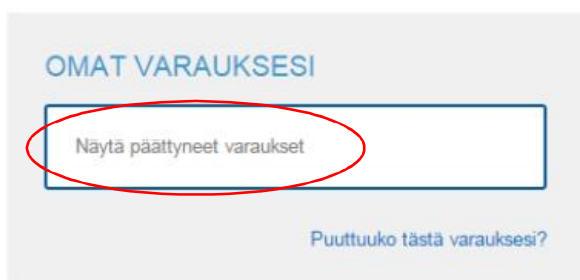 OMAT VARAUKSESI
Näytä päättyneet varaukset
Puuttuuko tästä varauksesi?